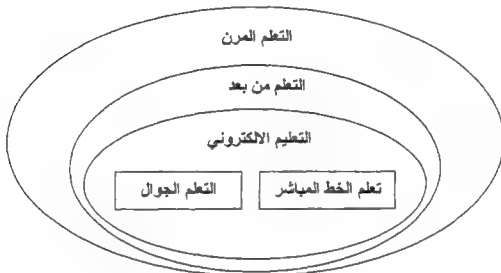 التعلم المرن
التعلم من بعد
التعليم الالكتروني
تعلم الخط المباشر
التعلم الجوال